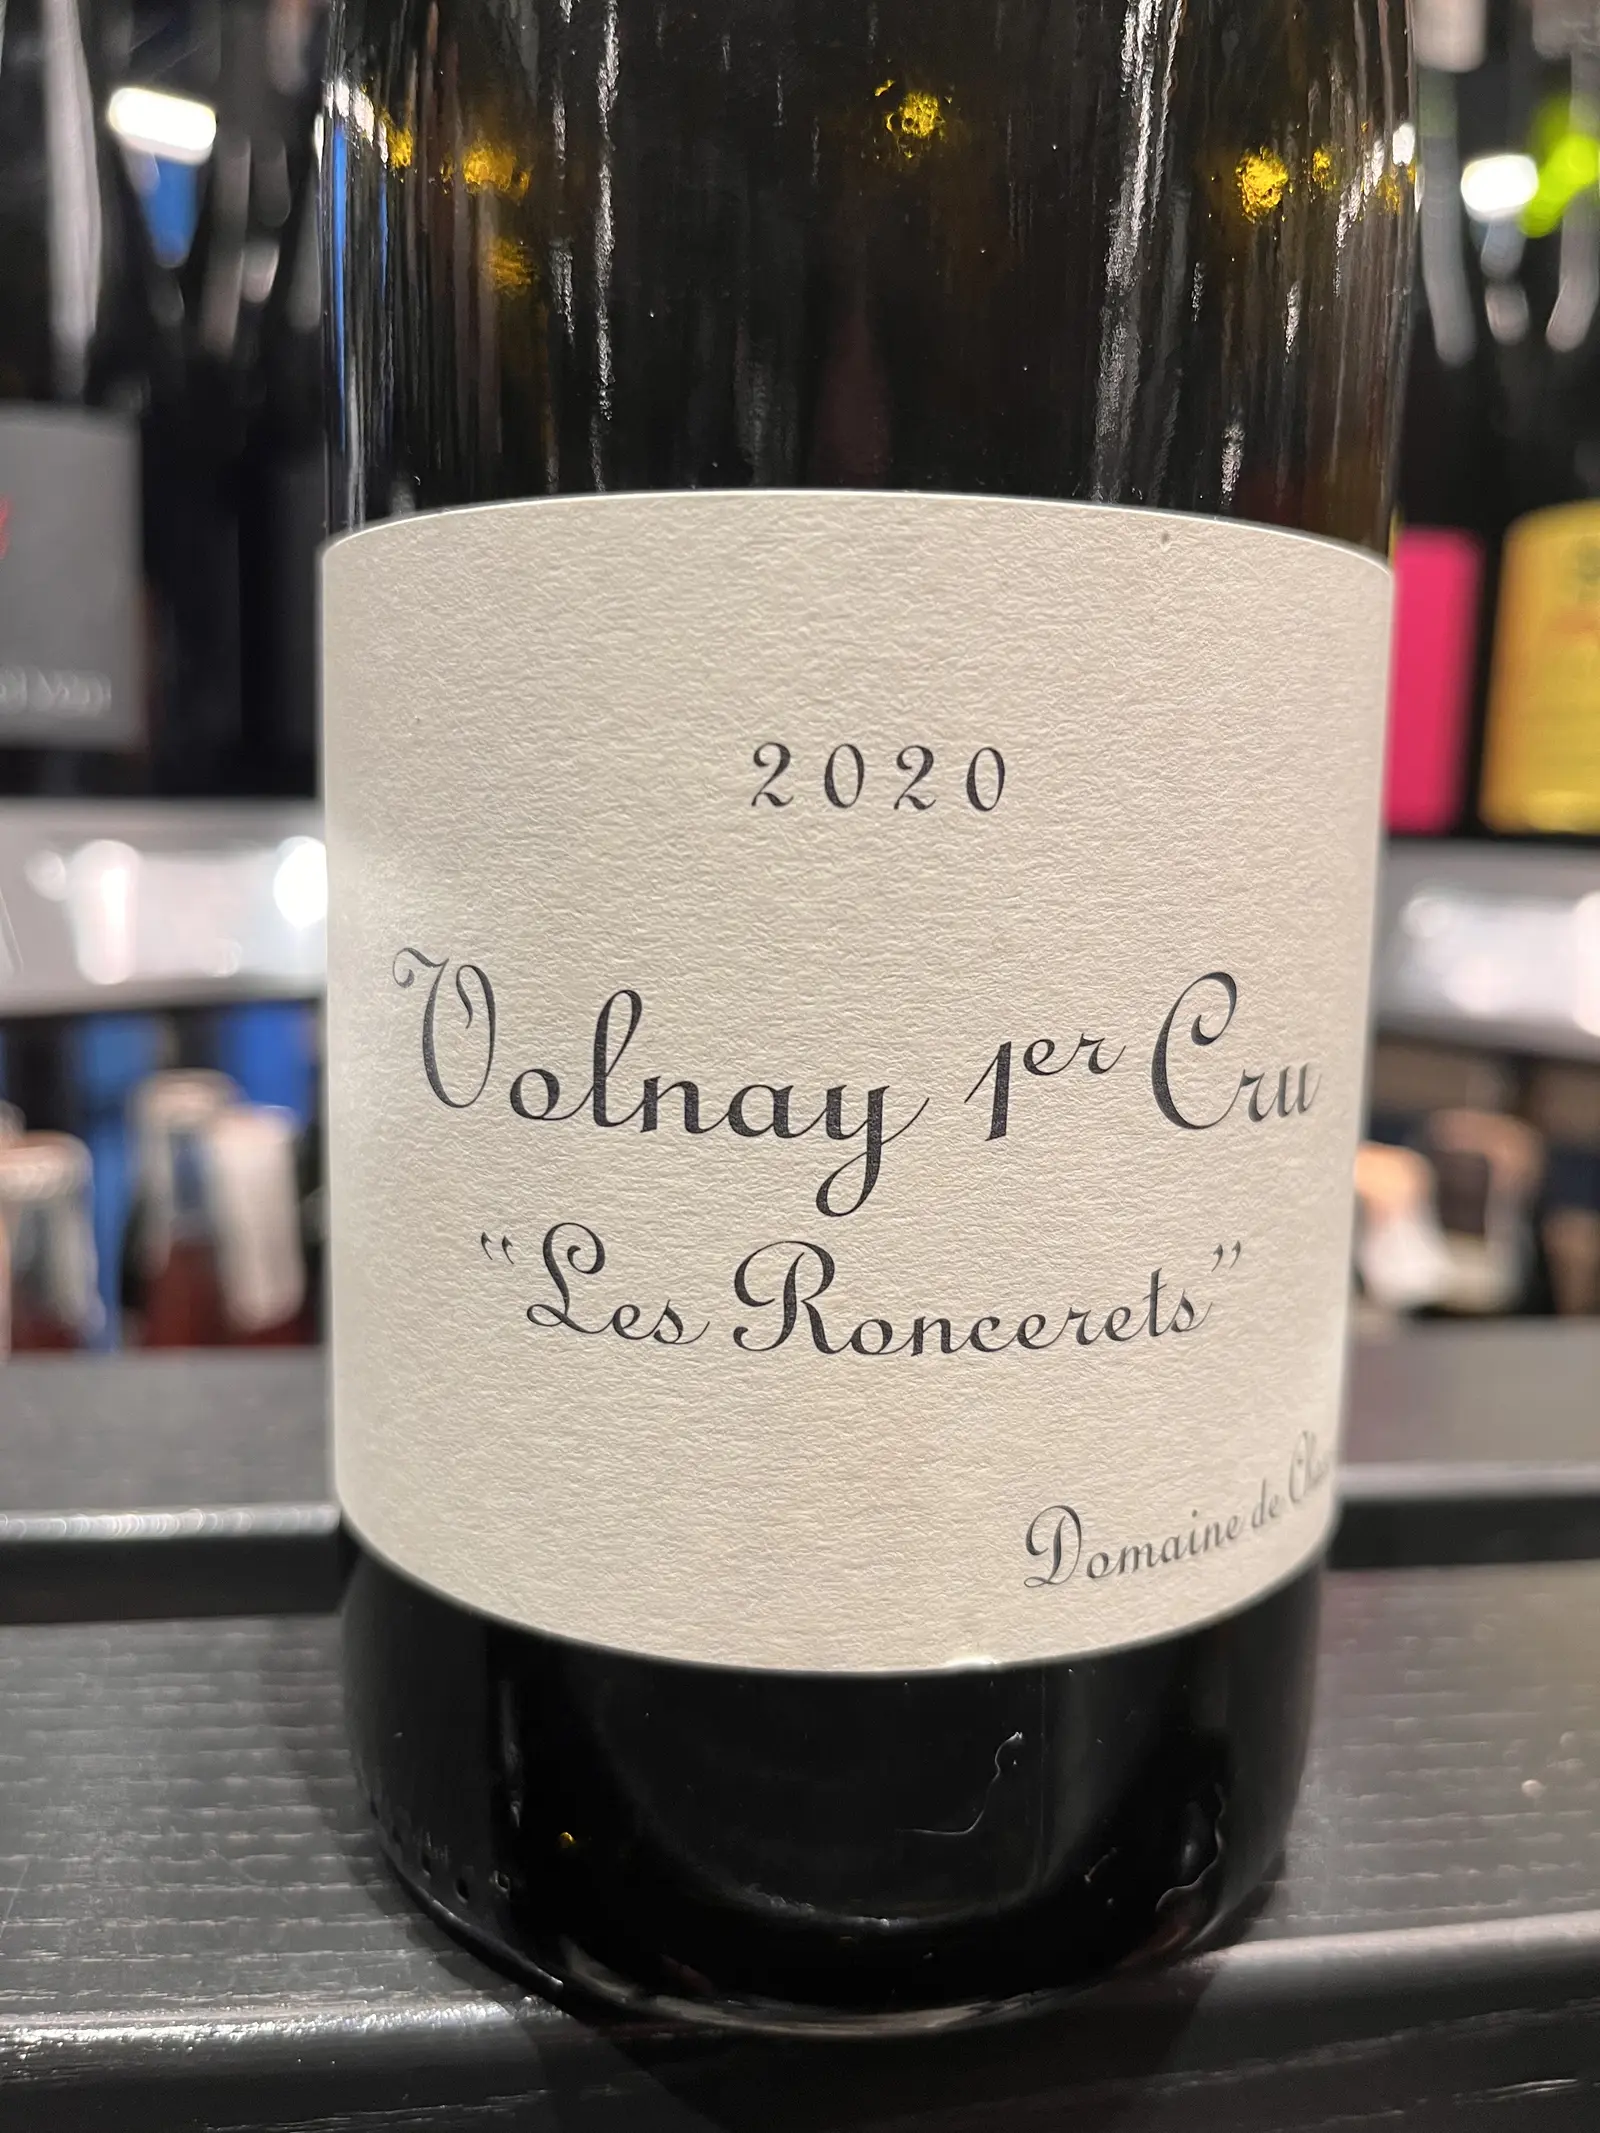 2020
Volnay 1er Cru
“Les Roncerets”
Domaine de